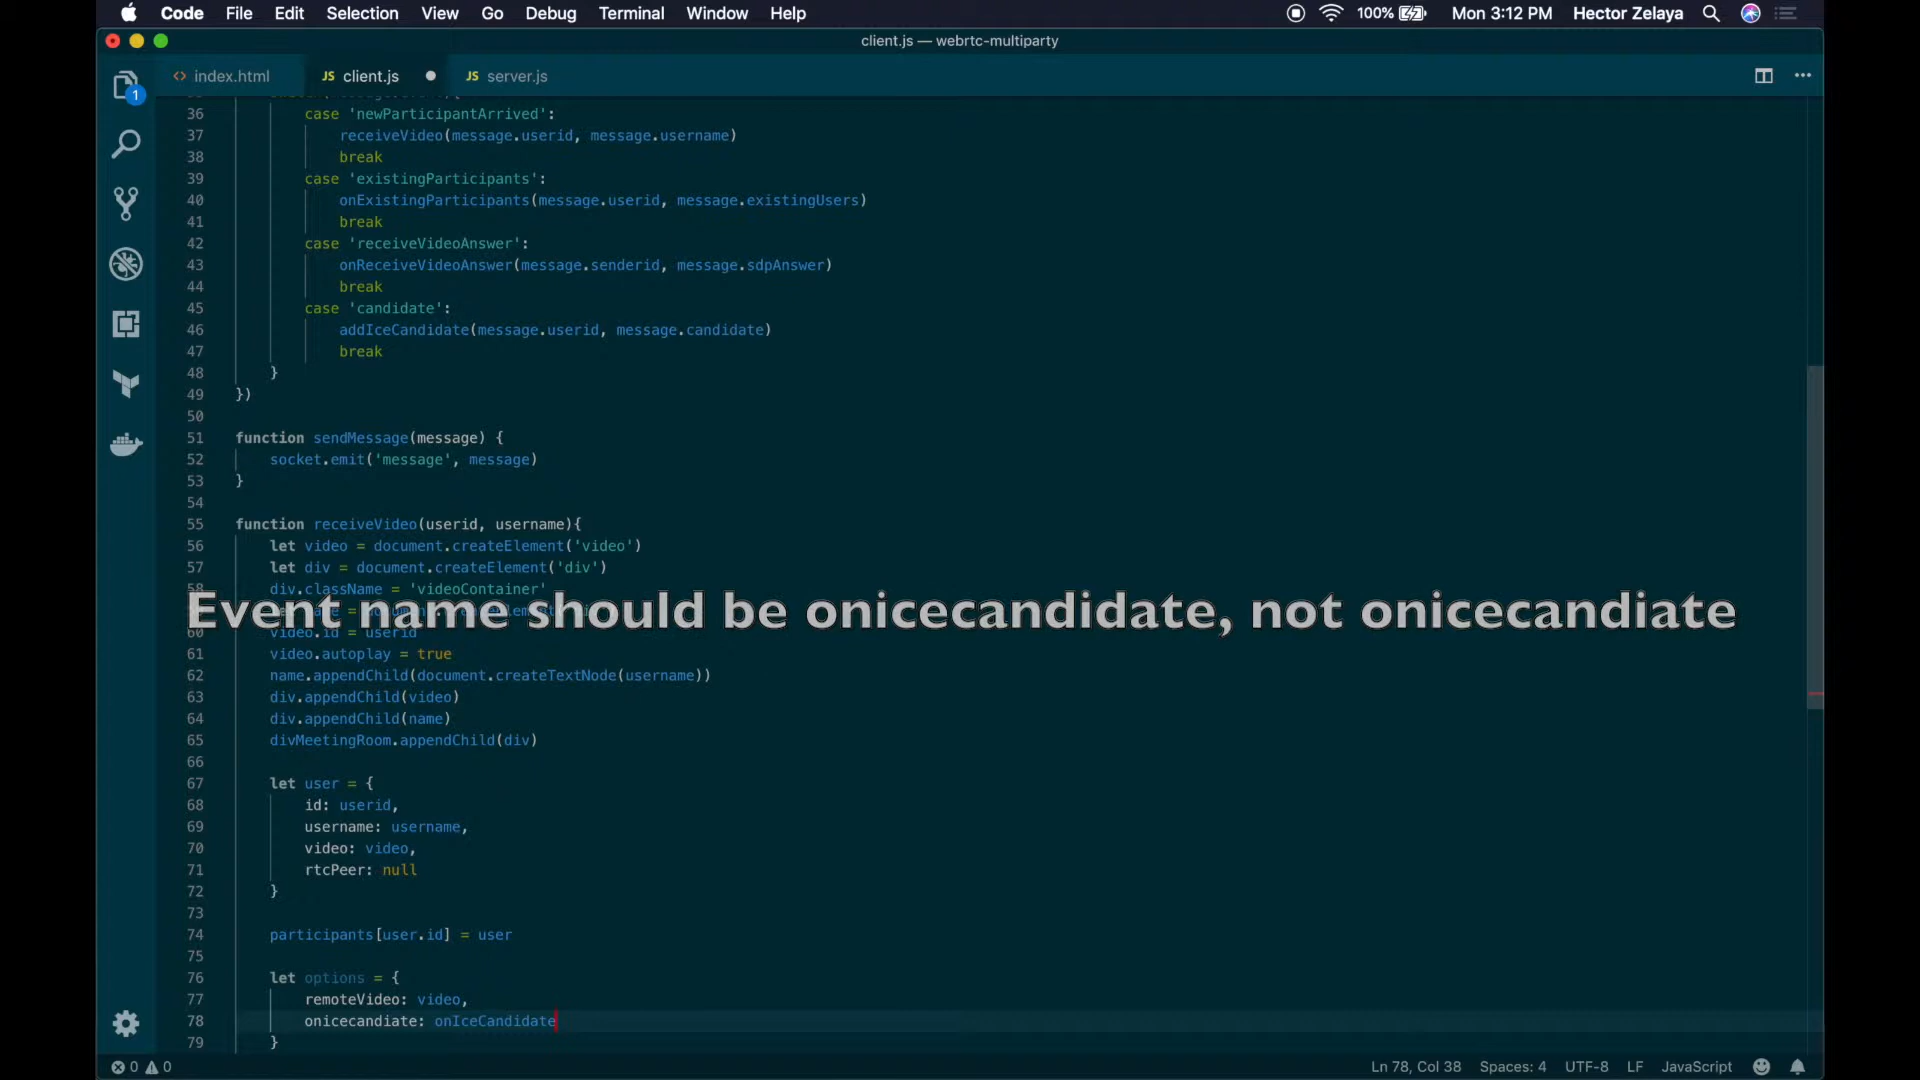 Code File Edit Selection View Go Debug Terminal Window Help 100% Mon 3:12 PM Hector Zelaya
client.js — webrtc-multiparty
index.html JS client.js JS server.js
1
36 case 'newParticipantArrived':
37 receiveVideo(message.userid, message.username)
38 break
39 case 'existingParticipants':
40 onExistingParticipants(message.userid, message.existingUsers)
41 break
42 case 'receiveVideoAnswer':
43 onReceiveVideoAnswer(message.senderid, message.sdpAnswer)
44 break
45 case 'candidate':
46 addIceCandidate(message.userid, message.candidate)
47 break
48 }
49 })
50
51 function sendMessage(message) {
52 socket.emit('message', message)
53 }
54
55 function receiveVideo(userid, username){
56 let video = document.createElement('video')
57 let div = document.createElement('div')
58 div.className = 'videoContainer'
Event name should be onicecandidate, not onicecandiate
60 video.id = userid
61 video.autoplay = true
62 name.appendChild(document.createTextNode(username))
63 div.appendChild(video)
64 div.appendChild(name)
65 divMeetingRoom.appendChild(div)
66
67 let user = {
68 id: userid,
69 username: username,
70 video: video,
71 rtcPeer: null
72 }
73
74 participants[user.id] = user
75
76 let options = {
77 remoteVideo: video,
78 onicecandiate: onIceCandidate
79 }
0 0 Ln 78, Col 38 Spaces: 4 UTF-8 LF JavaScript